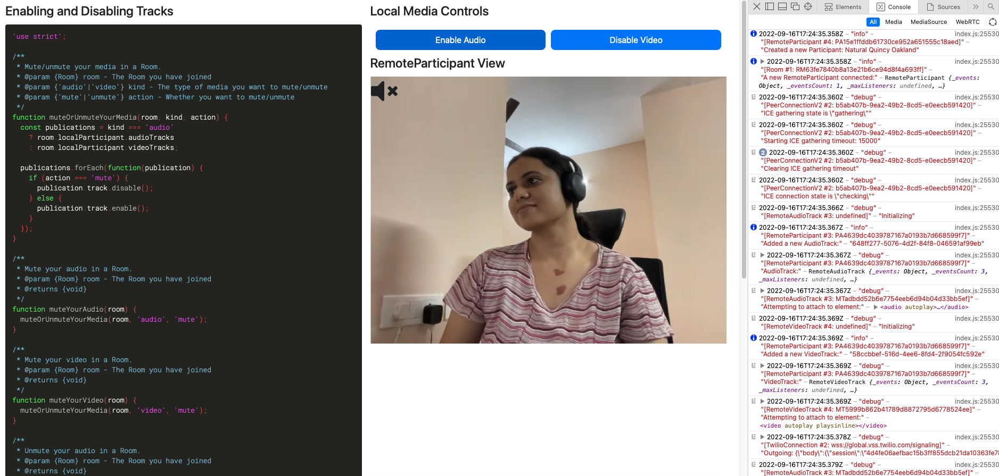 Enabling and Disabling Tracks
'use strict';
/**
* Mute/unmute your media in a Room.
* @param {Room} room - The Room you have joined
* @param {'audio'|'video'} kind - The type of media you want to mute/unmute
* @param {'mute'|'unmute'} action - Whether you want to mute/unmute
*/
function muteOrUnmuteYourMedia(room, kind, action) {
const publications = kind === 'audio'
? room.localParticipant.audioTracks
: room.localParticipant.videoTracks;
publications.forEach(function(publication) {
if (action === 'mute') {
publication.track.disable();
} else {
publication.track.enable();
}
});
}
/**
* Mute your audio in a Room.
* @param {Room} room - The Room you have joined
* @returns {void}
*/
function muteYourAudio(room) {
muteOrUnmuteYourMedia(room, 'audio', 'mute');
}
/**
* Mute your video in a Room.
* @param {Room} room - The Room you have joined
* @returns {void}
*/
function muteYourVideo(room) {
muteOrUnmuteYourMedia(room, 'video', 'mute');
}
/**
* Unmute your audio in a Room.
* @param {Room} room - The Room you have joined
* @returns {void}
Local Media Controls
Enable Audio
Disable Video
RemoteParticipant View
Elements
Console
Sources
All
Media
MediaSource
WebRTC
2022-09-16T17:24:35.358Z – "info" – index.js:25530
"[RemoteParticipant #4: PA15e1ffddb61730ce952a651555c18aed]" –
"Created a new Participant: Natural Quincy Oakland"
2022-09-16T17:24:35.358Z – "info" – index.js:25530
"[Room #1: RM63fe7840b8a13e21b6ce94d8f4a693ff]" –
"A new RemoteParticipant connected:" – RemoteParticipant {_events:
Object, _eventsCount: 1, _maxListeners: undefined, …}
2022-09-16T17:24:35.360Z – "debug" – index.js:25530
"[PeerConnectionV2 #2: b5ab407b-9ea2-49b2-8cd5-e0eecb591420]" –
"ICE gathering state is \"gathering\""
2022-09-16T17:24:35.360Z – "debug" – index.js:25530
"[PeerConnectionV2 #2: b5ab407b-9ea2-49b2-8cd5-e0eecb591420]" –
"Starting ICE gathering timeout: 15000"
2 2022-09-16T17:24:35.360Z – "debug" – index.js:25530
"[PeerConnectionV2 #2: b5ab407b-9ea2-49b2-8cd5-e0eecb591420]" –
"Clearing ICE gathering timeout"
2022-09-16T17:24:35.360Z – "debug" – index.js:25530
"[PeerConnectionV2 #2: b5ab407b-9ea2-49b2-8cd5-e0eecb591420]" –
"ICE connection state is \"checking\""
2022-09-16T17:24:35.366Z – "debug" – index.js:25530
"[RemoteAudioTrack #3: undefined]" – "Initializing"
2022-09-16T17:24:35.367Z – "info" – index.js:25530
"[RemoteParticipant #3: PA4639dc4039787167a0193b7d668599f7]" –
"Added a new AudioTrack:" – "648ff277-5076-4d2f-84f8-046591af99eb"
2022-09-16T17:24:35.367Z – "debug" – index.js:25530
"[RemoteParticipant #3: PA4639dc4039787167a0193b7d668599f7]" –
"AudioTrack:" – RemoteAudioTrack {_events: Object, _eventsCount: 3,
_maxListeners: undefined, …}
2022-09-16T17:24:35.367Z – "debug" – index.js:25530
"[RemoteAudioTrack #3: MTadbdd52b6e7754eeb6d94b04d33bb5ef]" –
"Attempting to attach to element:" – <audio autoplay>…</audio>
2022-09-16T17:24:35.369Z – "debug" – index.js:25530
"[RemoteVideoTrack #4: undefined]" – "Initializing"
2022-09-16T17:24:35.369Z – "info" – index.js:25530
"[RemoteParticipant #3: PA4639dc4039787167a0193b7d668599f7]" –
"Added a new VideoTrack:" – "58ccbbef-516d-4ee6-8fd4-2f9054fc592e"
2022-09-16T17:24:35.369Z – "debug" – index.js:25530
"[RemoteParticipant #3: PA4639dc4039787167a0193b7d668599f7]" –
"VideoTrack:" – RemoteVideoTrack {_events: Object, _eventsCount: 3,
_maxListeners: undefined, …}
2022-09-16T17:24:35.369Z – "debug" – index.js:25530
"[RemoteVideoTrack #4: MT5999b862b41789d8872795d6778524ee]" –
"Attempting to attach to element:" –
<video autoplay playsinline></video>
2022-09-16T17:24:35.378Z – "debug" – index.js:25530
"[TwilioConnection #2: wss://global.vss.twilio.com/signaling]" –
"Outgoing: {\"body\":{\"session\":\"4d4fe06aefbac15b3ff855dcb21da10363fe78
2022-09-16T17:24:35.379Z – "debug" – index.js:25530
"[RemoteAudioTrack #3: MTadbdd52b6e7754eeb6d94b04d33bb5ef]" –